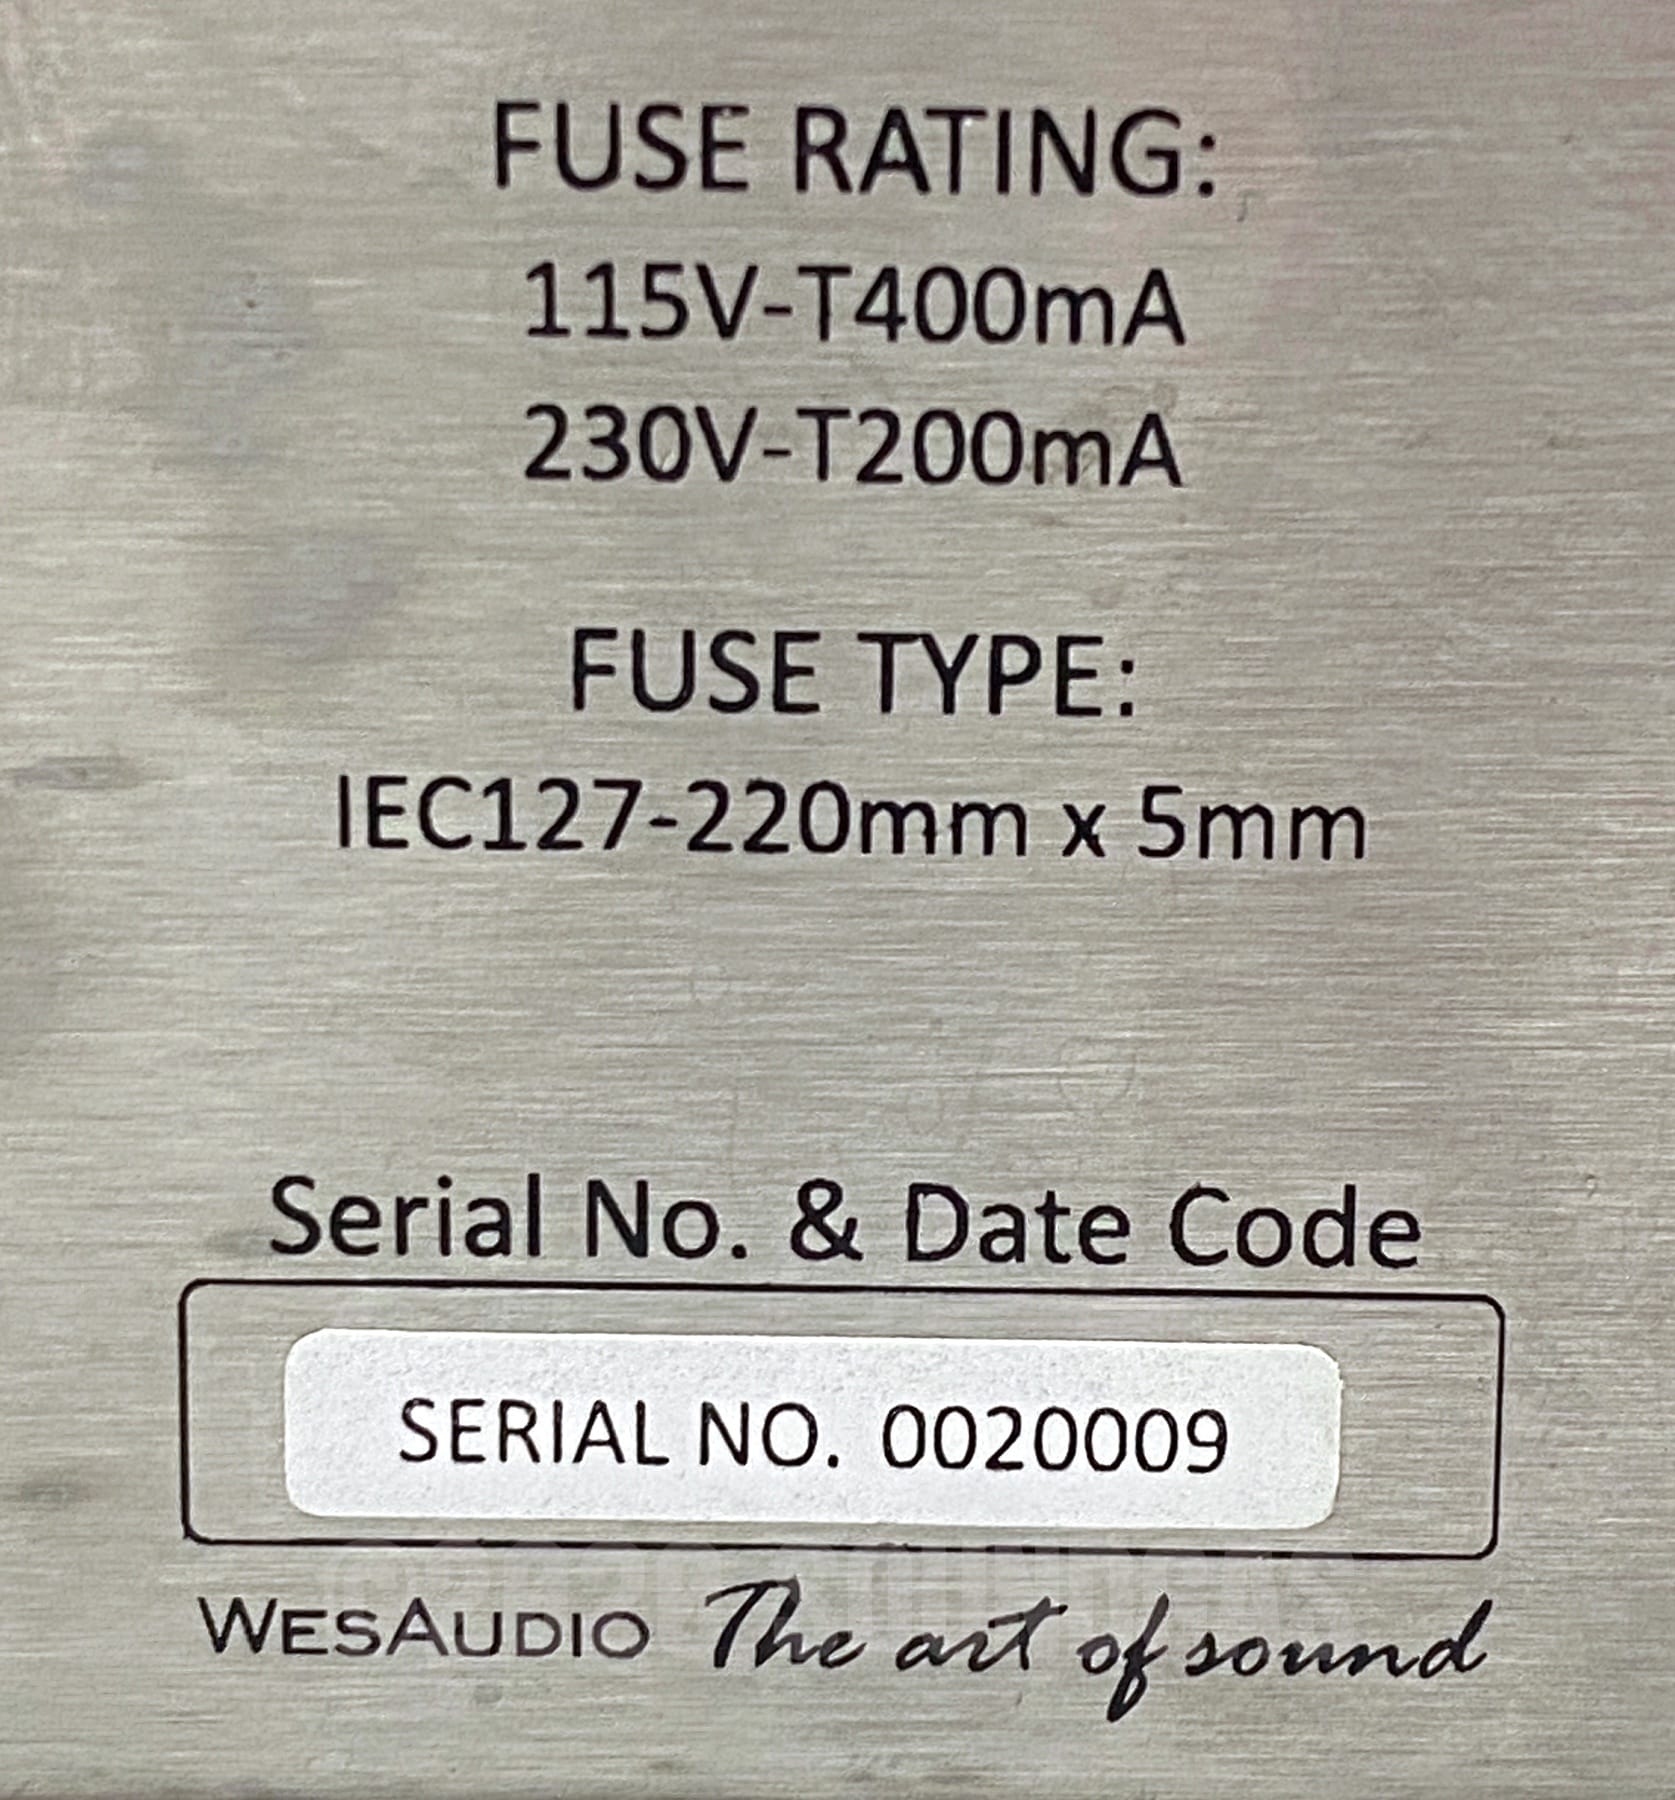 FUSE RATING:
115V-T400mA
230V-T200mA
FUSE TYPE:
IEC127-220mm x 5mm
Serial No. & Date Code
SERIAL NO. 0020009
WESAUDIO The art of sound